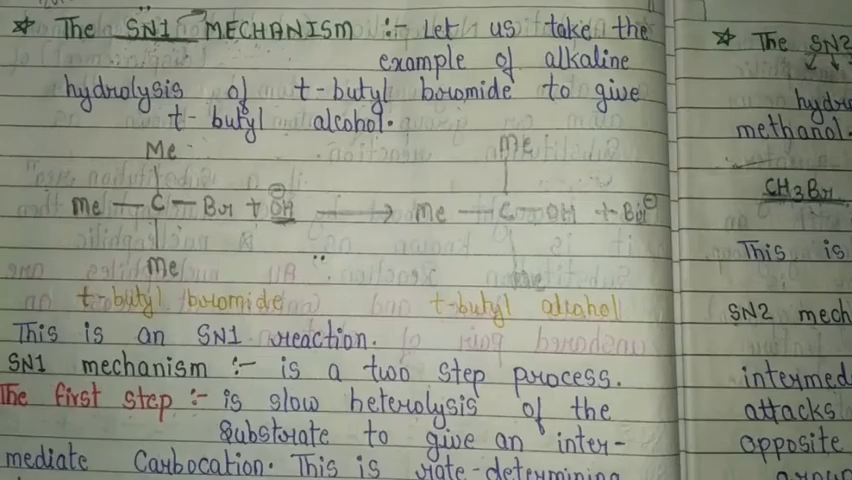 * The SN1 MECHANISM :- Let us take the
example of alkaline
hydrolysis of t-butyl boromide to give
t-butyl alcohol.
Me Me
Me — C — Br + OH⊖ → Me — C — OH + Br⊖
Me Me
t-butyl boromide t-butyl alcohol
This is an SN1 reaction.
SN1 mechanism :- is a two step process.
The first step :- is slow heterolysis of the
Substrate to give an inter-
mediate Carbocation. This is rate-determining
* The SN2
hydro
methanol.
CH3Br
This is
SN2 mech
intermed
attacks
opposite